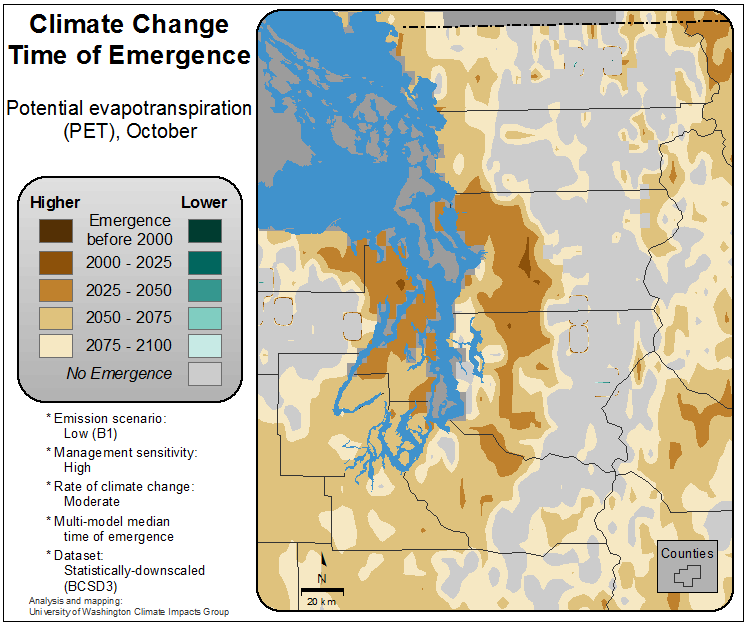 Climate Change
Time of Emergence
Potential evapotranspiration
(PET), October
Higher Lower
Emergence
before 2000
2000 - 2025
2025 - 2050
2050 - 2075
2075 - 2100
No Emergence
* Emission scenario:
Low (B1)
* Management sensitivity:
High
* Rate of climate change:
Moderate
* Multi-model median
time of emergence
* Dataset:
Statistically-downscaled
(BCSD3)
Analysis and mapping:
University of Washington Climate Impacts Group
N
20 km
Counties